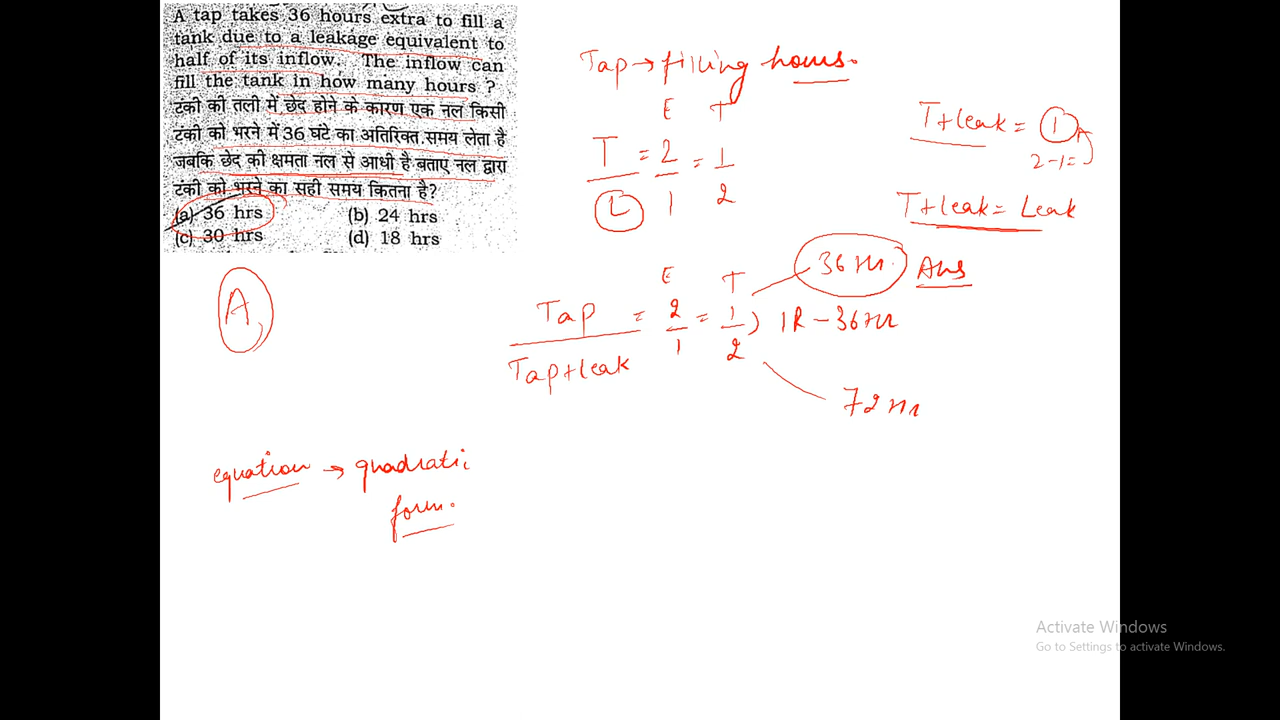 A tap takes 36 hours extra to fill a
tank due to a leakage equivalent to
half of its inflow. The inflow can
fill the tank in how many hours ?
टंकी की तली में छेद होने के कारण एक नल किसी
टंकी को भरने में 36 घंटे का अतिरिक्त समय लेता है
जबकि छेद की क्षमता नल से आधी है बताए नल द्वारा
टंकी को भरने का सही समय कितना है?
(a) 36 hrs (b) 24 hrs
(c) 30 hrs (d) 18 hrs
A
Tap → filling hours.
E T
T = 2 = 1
L 1 2
T+leak = 1
2-1=
T+leak = Leak
E T
36 hr. Ans
Tap = 2 = 1 ) 1R - 36 hr
Tap+leak 1 2
72 hr
equation → quadrati
form.
Activate Windows
Go to Settings to activate Windows.